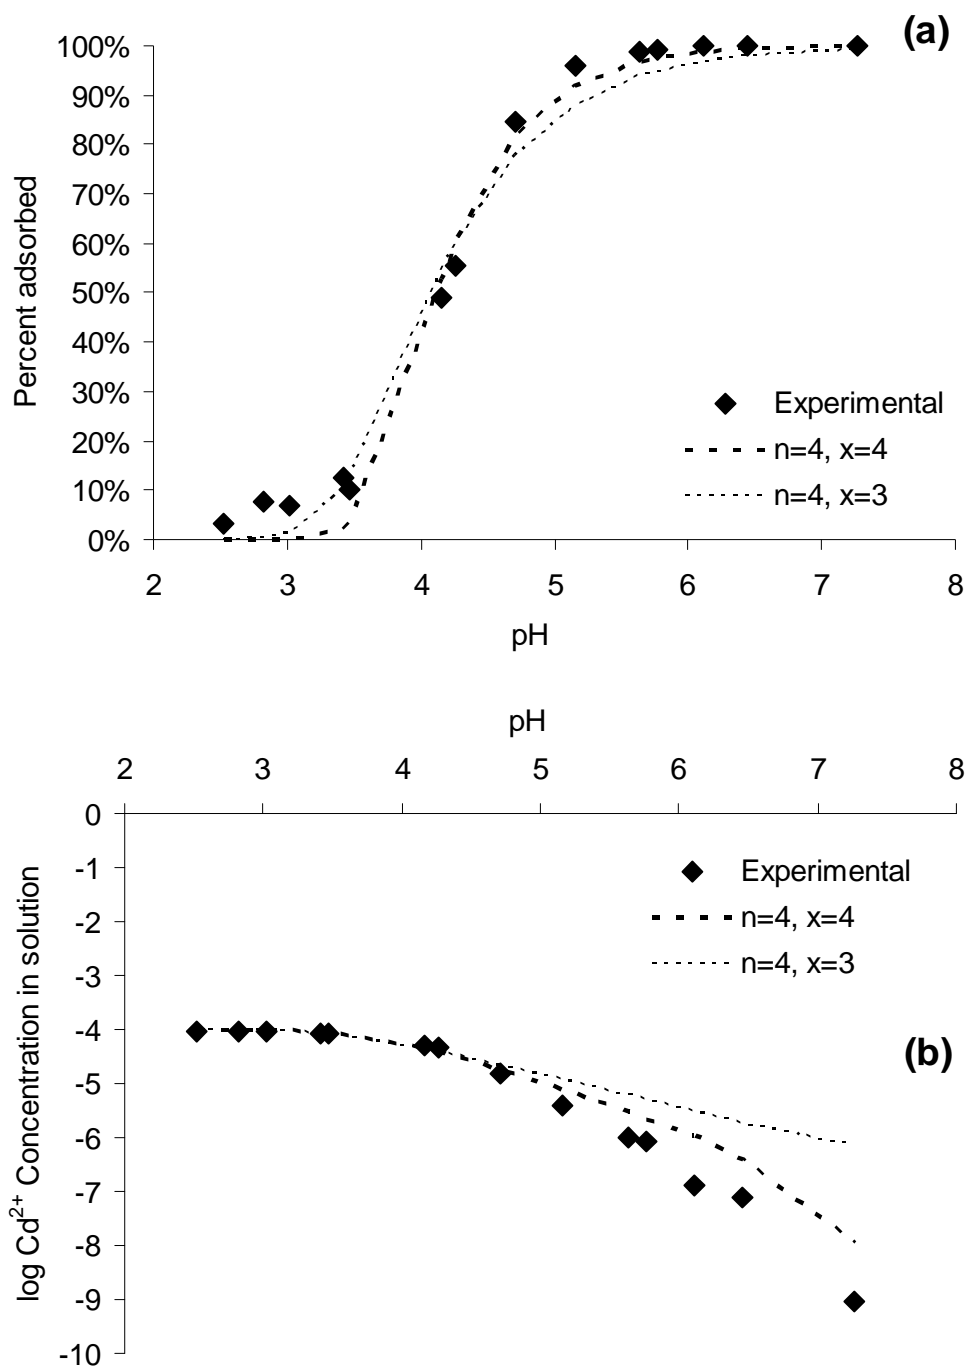 (a)
100%
90%
80%
70%
60%
50%
40%
30%
20%
10%
0%
Percent adsorbed
Experimental
n=4, x=4
n=4, x=3
2 3 4 5 6 7 8
pH
pH
2 3 4 5 6 7 8
0
-1
-2
-3
-4
-5
-6
-7
-8
-9
-10
log Cd²⁺ Concentration in solution
Experimental
n=4, x=4
n=4, x=3
(b)